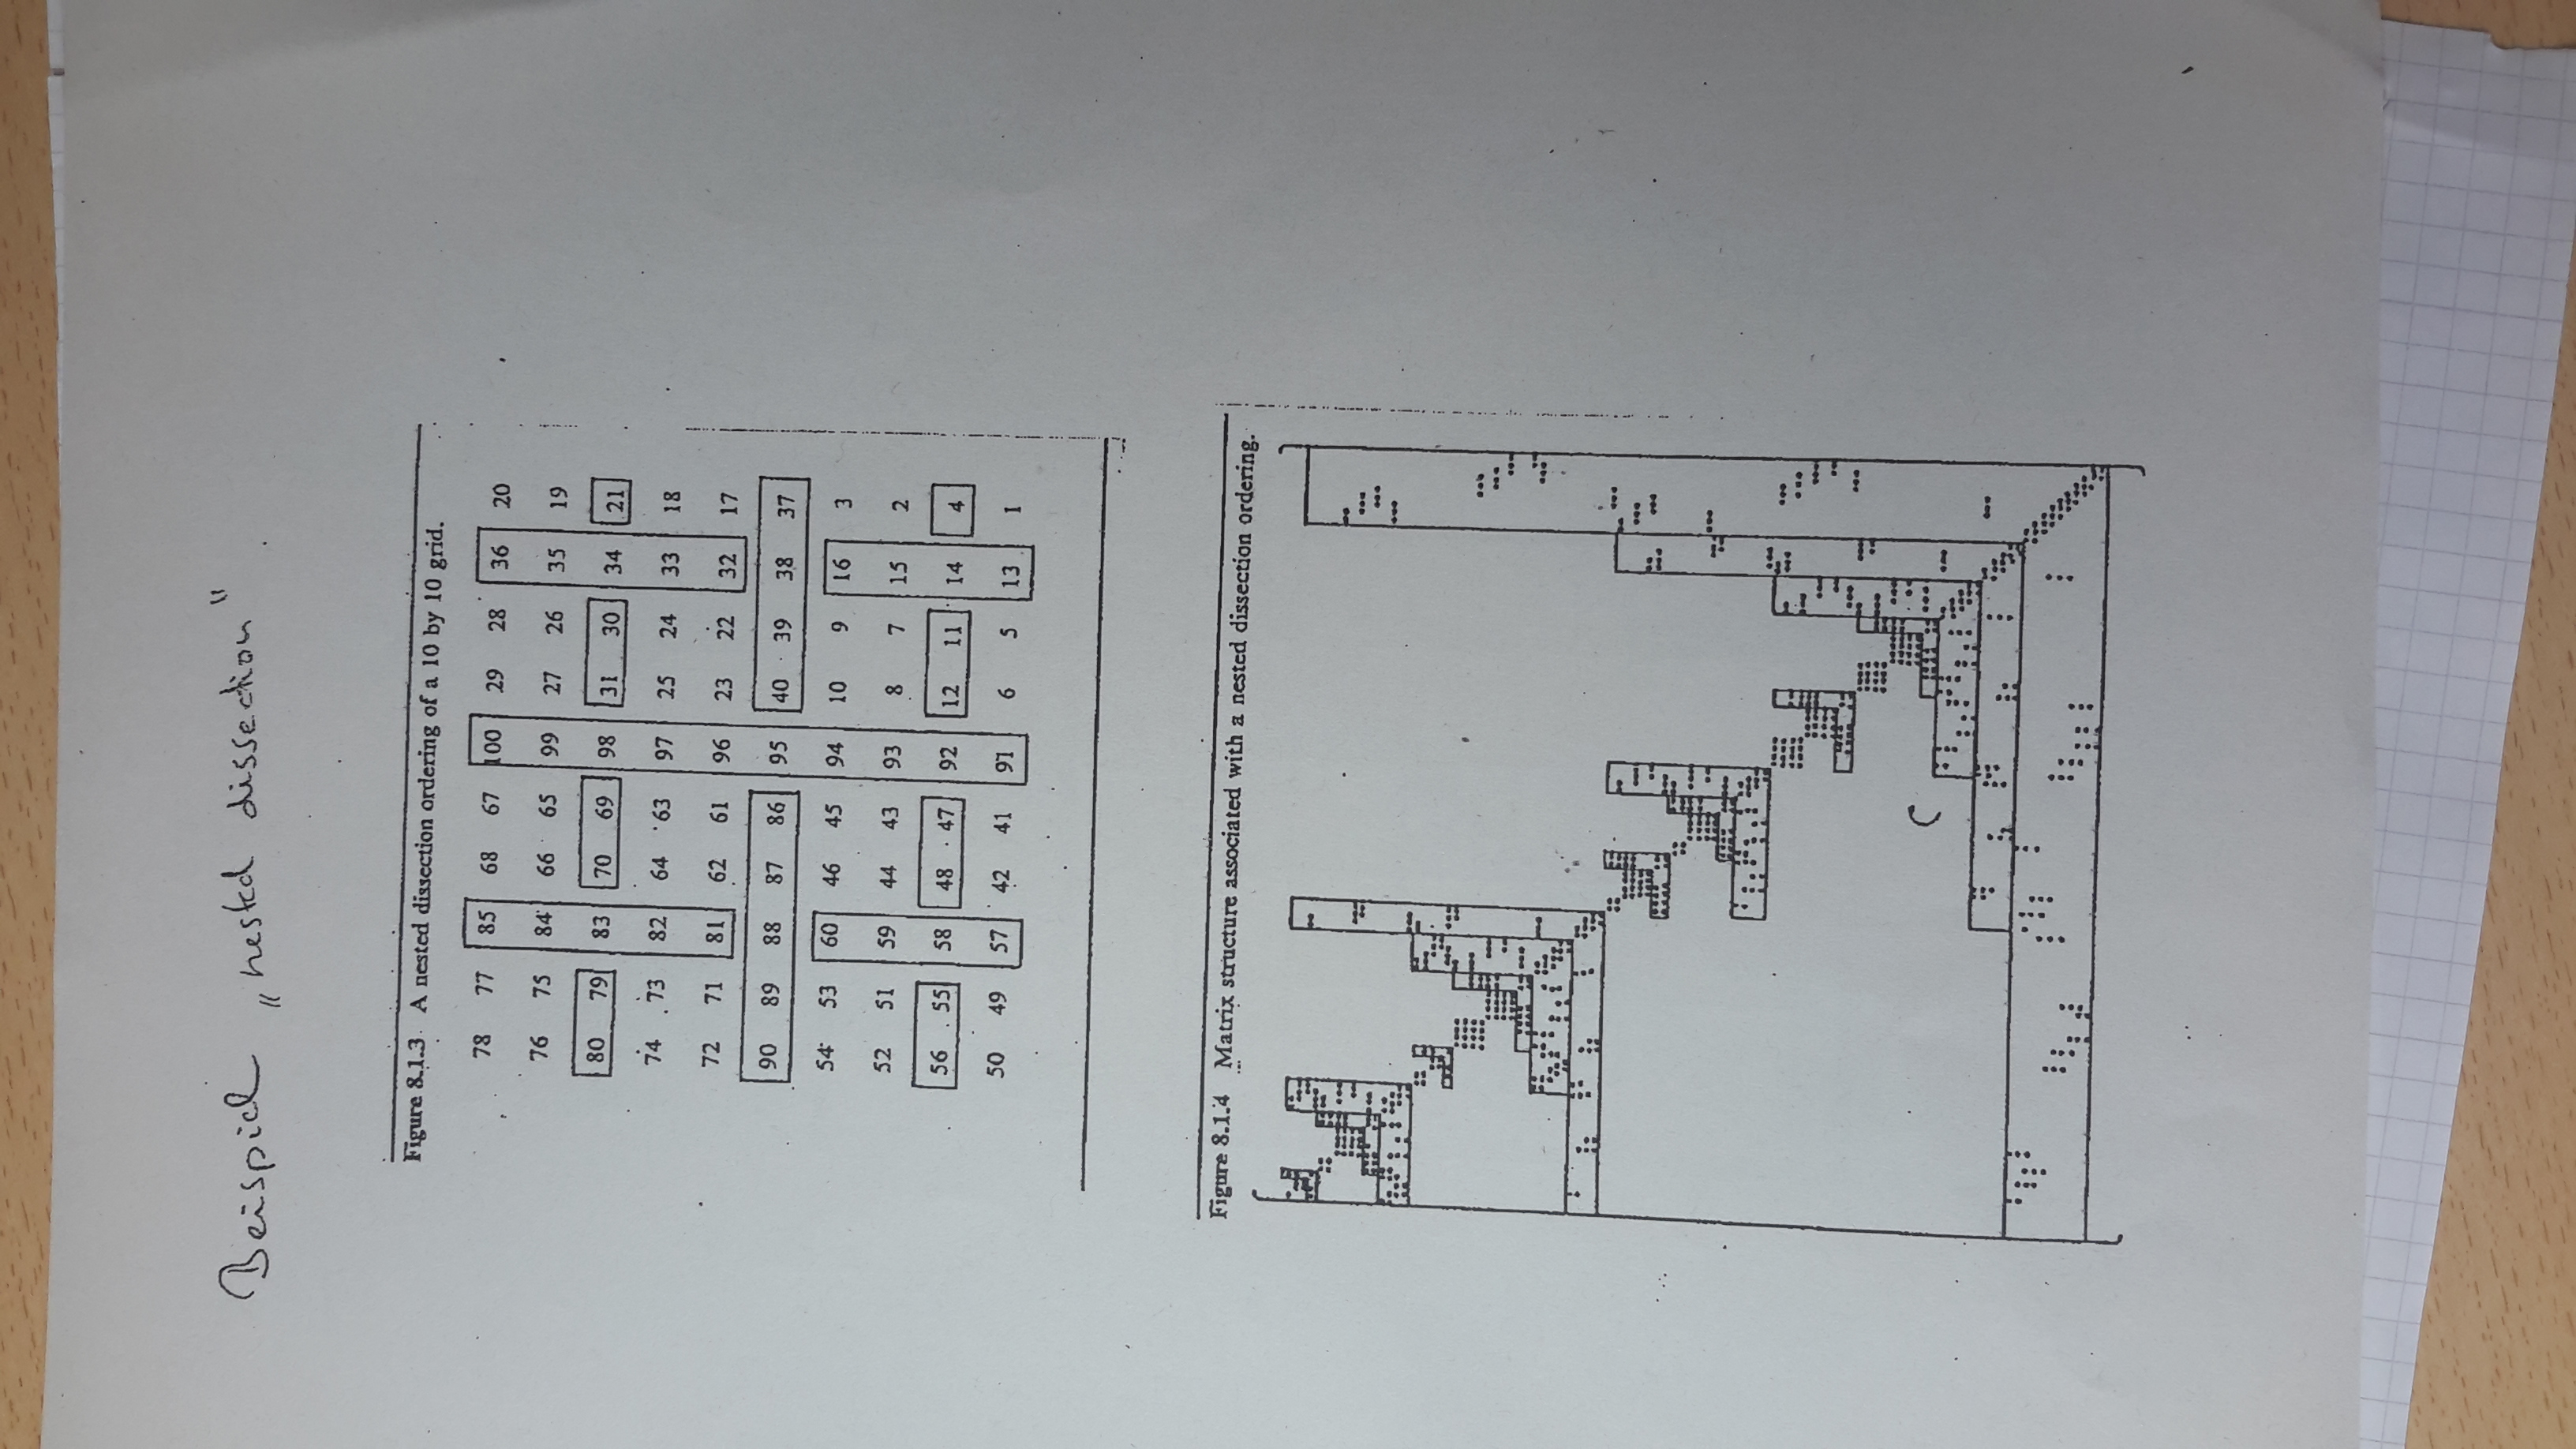 Beispiel „nested dissection"
Figure 8.1.3 A nested dissection ordering of a 10 by 10 grid.
78 77 85 68 67 100 29 28 36 20
76 75 84 66 65 99 27 26 35 19
80 79 83 70 69 98 31 30 34 21
74 73 82 64 63 97 25 24 33 18
72 71 81 62 61 96 23 22 32 17
90 89 88 87 86 95 40 39 38 37
54 53 60 46 45 94 10 9 16 3
52 51 59 44 43 93 8 7 15 2
56 55 58 48 47 92 12 11 14 4
50 49 57 42 41 91 6 5 13 1
Figure 8.1.4 Matrix structure associated with a nested dissection ordering.